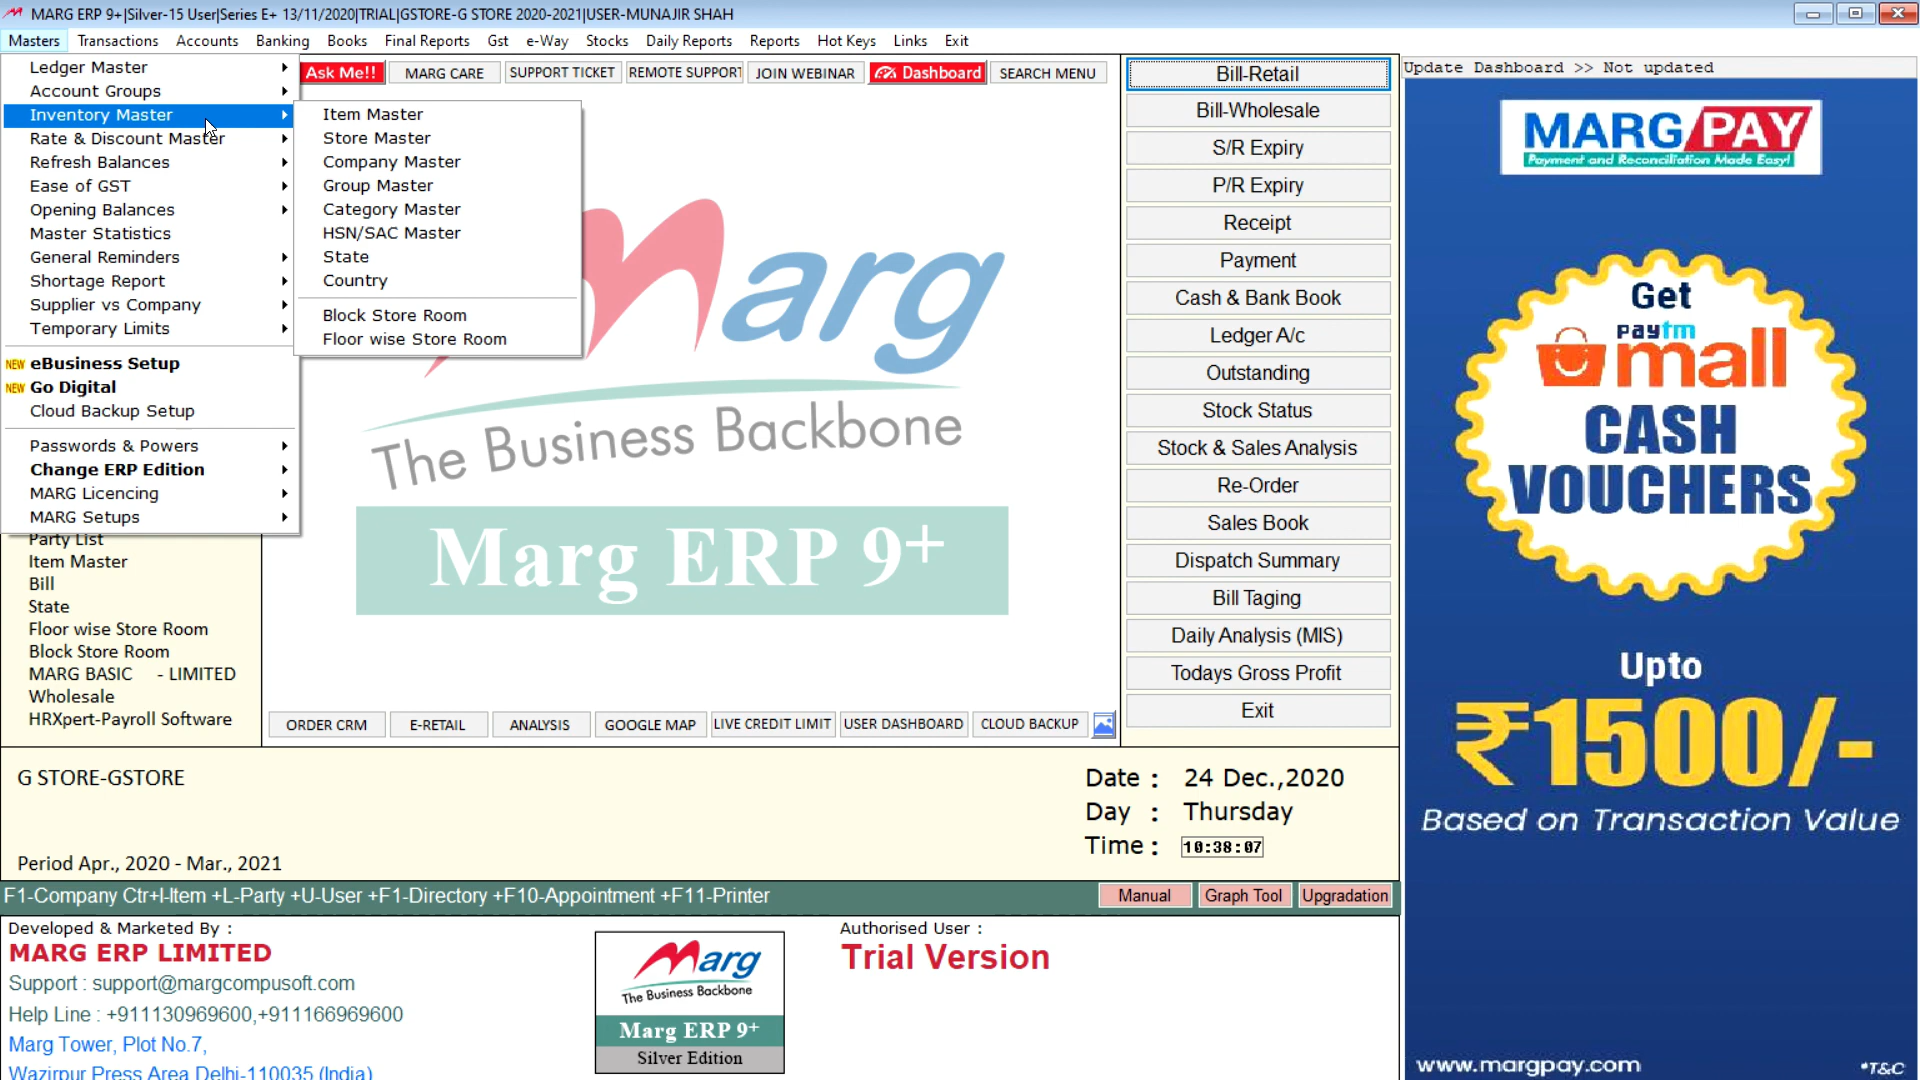 MARG ERP 9+|Silver-15 User|Series E+ 13/11/2020|TRIAL|GSTORE-G STORE 2020-2021|USER-MUNAJIR SHAH
Masters Transactions Accounts Banking Books Final Reports Gst e-Way Stocks Daily Reports Reports Hot Keys Links Exit
Ledger Master
Account Groups
Inventory Master
Rate & Discount Master
Refresh Balances
Ease of GST
Opening Balances
Master Statistics
General Reminders
Shortage Report
Supplier vs Company
Temporary Limits
NEW eBusiness Setup
NEW Go Digital
Cloud Backup Setup
Passwords & Powers
Change ERP Edition
MARG Licencing
MARG Setups
Item Master
Store Master
Company Master
Group Master
Category Master
HSN/SAC Master
State
Country
Block Store Room
Floor wise Store Room
Party List
Item Master
Bill
State
Floor wise Store Room
Block Store Room
MARG BASIC - LIMITED
Wholesale
HRXpert-Payroll Software
Ask Me!! MARG CARE SUPPORT TICKET REMOTE SUPPORT JOIN WEBINAR Dashboard SEARCH MENU
marg
The Business Backbone
Marg ERP 9+
ORDER CRM E-RETAIL ANALYSIS GOOGLE MAP LIVE CREDIT LIMIT USER DASHBOARD CLOUD BACKUP
Bill-Retail
Bill-Wholesale
S/R Expiry
P/R Expiry
Receipt
Payment
Cash & Bank Book
Ledger A/c
Outstanding
Stock Status
Stock & Sales Analysis
Re-Order
Sales Book
Dispatch Summary
Bill Taging
Daily Analysis (MIS)
Todays Gross Profit
Exit
Update Dashboard >> Not updated
MARG PAY
Payment and Reconciliation Made Easy!
Get
paytm
mall
CASH
VOUCHERS
Upto
₹1500/-
Based on Transaction Value
www.margpay.com *T&C
G STORE-GSTORE
Period Apr., 2020 - Mar., 2021
Date : 24 Dec.,2020
Day : Thursday
Time : 10:38:07
F1-Company Ctr+I-Item +L-Party +U-User +F1-Directory +F10-Appointment +F11-Printer
Manual Graph Tool Upgradation
Developed & Marketed By :
MARG ERP LIMITED
Support : support@margcompusoft.com
Help Line : +911130969600,+911166969600
Marg Tower, Plot No.7,
Wazirpur Press Area Delhi-110035 (India)
marg
The Business Backbone
Marg ERP 9+
Silver Edition
Authorised User :
Trial Version